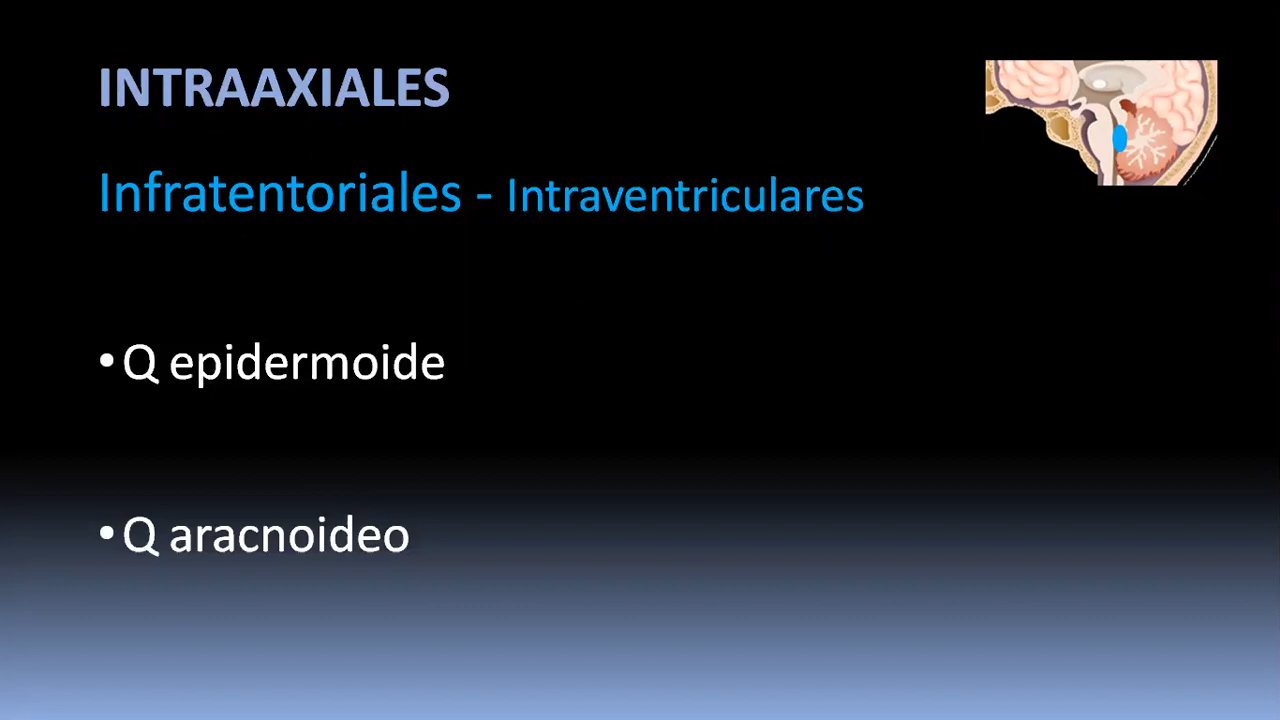 INTRAAXIALES
Infratentoriales - Intraventriculares
•Q epidermoide
•Q aracnoideo